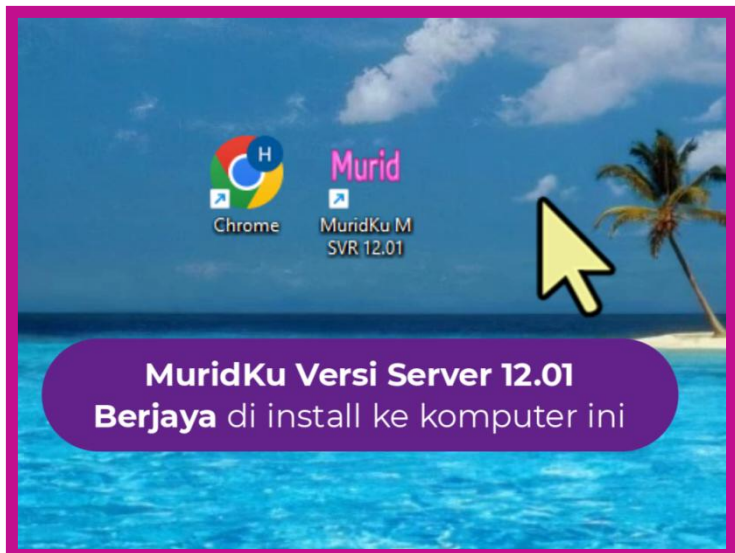 H
Murid
Chrome
MuridKu M
SVR 12.01
MuridKu Versi Server 12.01
Berjaya di install ke komputer ini